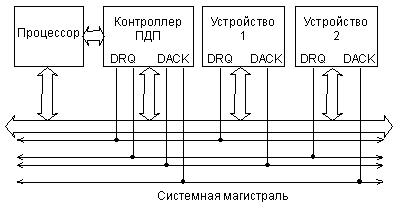 Процессор
Контроллер
ПДП
DRQ DACK
Устройство
1
DRQ DACK
Устройство
2
DRQ DACK
Системная магистраль